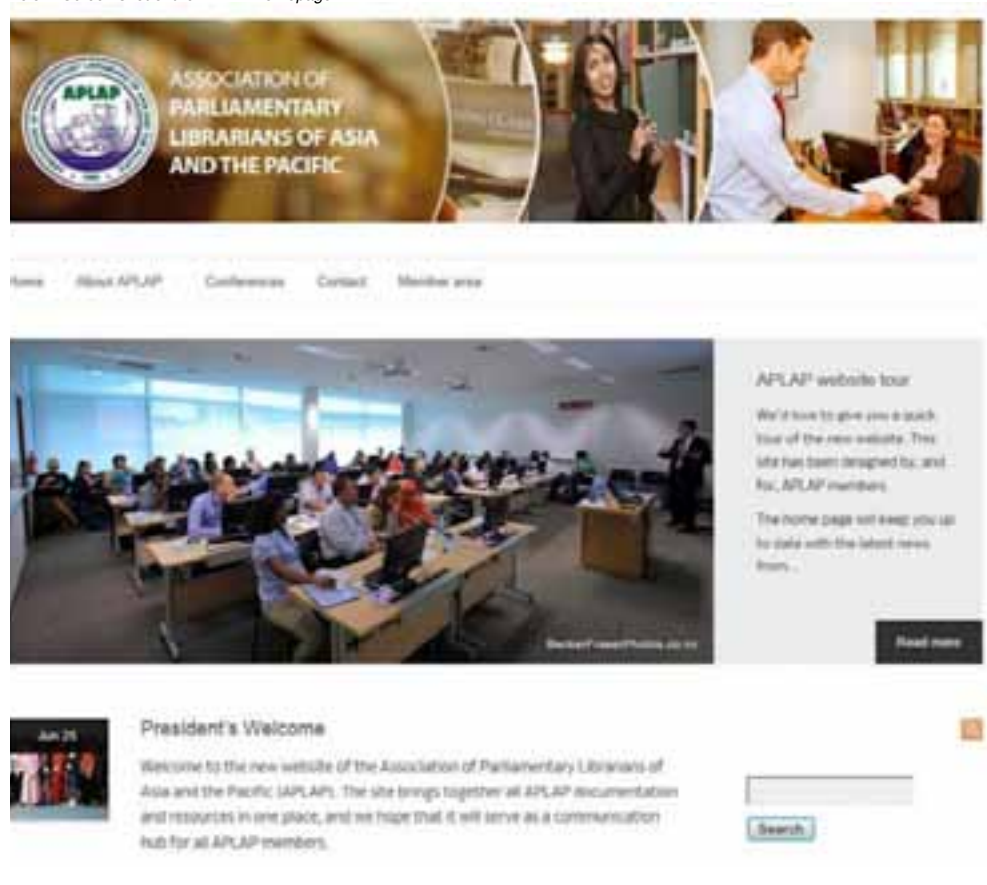 APLAP
ASSOCIATION OF
PARLIAMENTARY
LIBRARIANS OF ASIA
AND THE PACIFIC
Home About APLAP Conferences Contact Member area
APLAP website tour
We'd love to give you a quick
tour of the new website. This
site has been designed by, and
for, APLAP members.
The home page will keep you up
to date with the latest news
from...
Read more
Jun 25
President's Welcome
Welcome to the new website of the Association of Parliamentary Librarians of
Asia and the Pacific (APLAP). The site brings together all APLAP documentation
and resources in one place, and we hope that it will serve as a communication
hub for all APLAP members.
Search